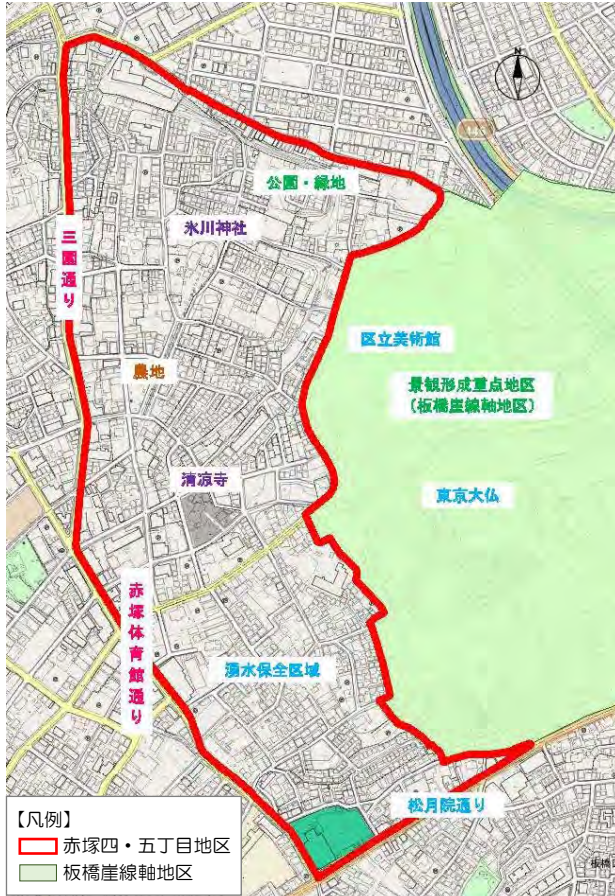 N
公園・緑地
氷川神社
三園通り
区立美術館
農地
景観形成重点地区
(板橋崖線軸地区)
清涼寺
東京大仏
赤塚体育館通り
湧水保全区域
松月院通り
【凡例】
赤塚四・五丁目地区
板橋崖線軸地区